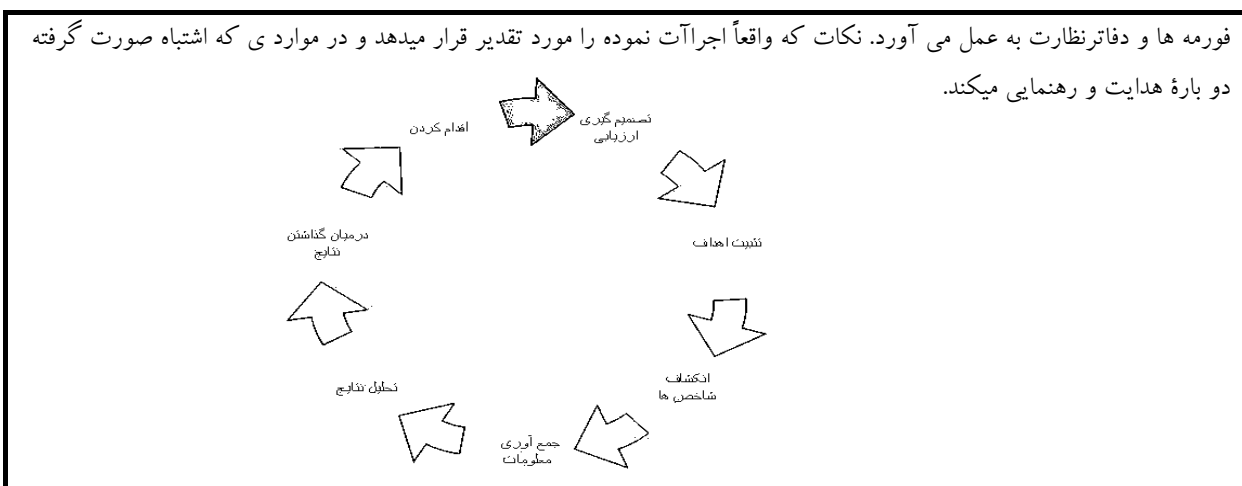 فورمه ها و دفاترنظارت به عمل می آورد. نکات که واقعاً اجراآت نموده را مورد تقدیر قرار میدهد و در موارد ی که اشتباه صورت گرفته
دو بارۀ هدایت و رهنمایی میکند.
تصمیم گیری
ارزیابی
تثبیت اهداف
انکشاف
شاخص ها
جمع آوری
معلومات
تحلیل نتایج
درمیان گذاشتن
نتایج
اقدام کردن